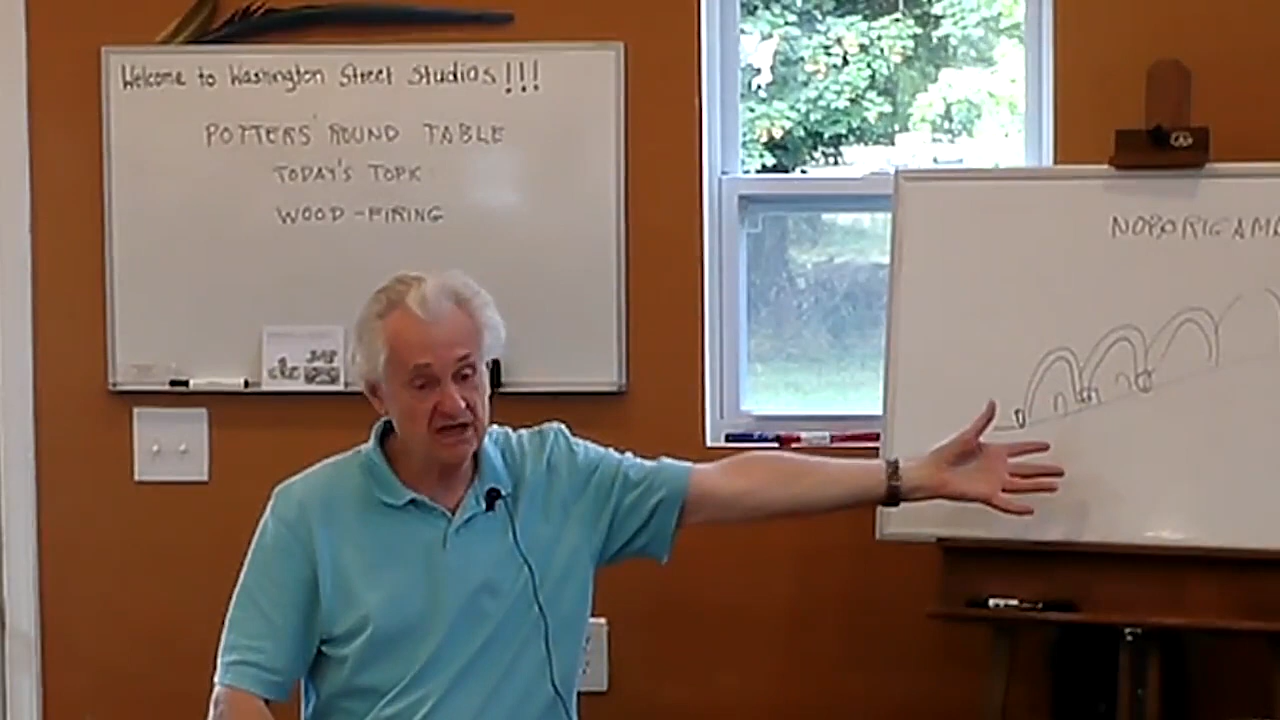 Welcome to Washington Street Studios!!!
POTTERS' ROUND TABLE
TODAY'S TOPIC
WOOD-FIRING
NOBORIGAMA